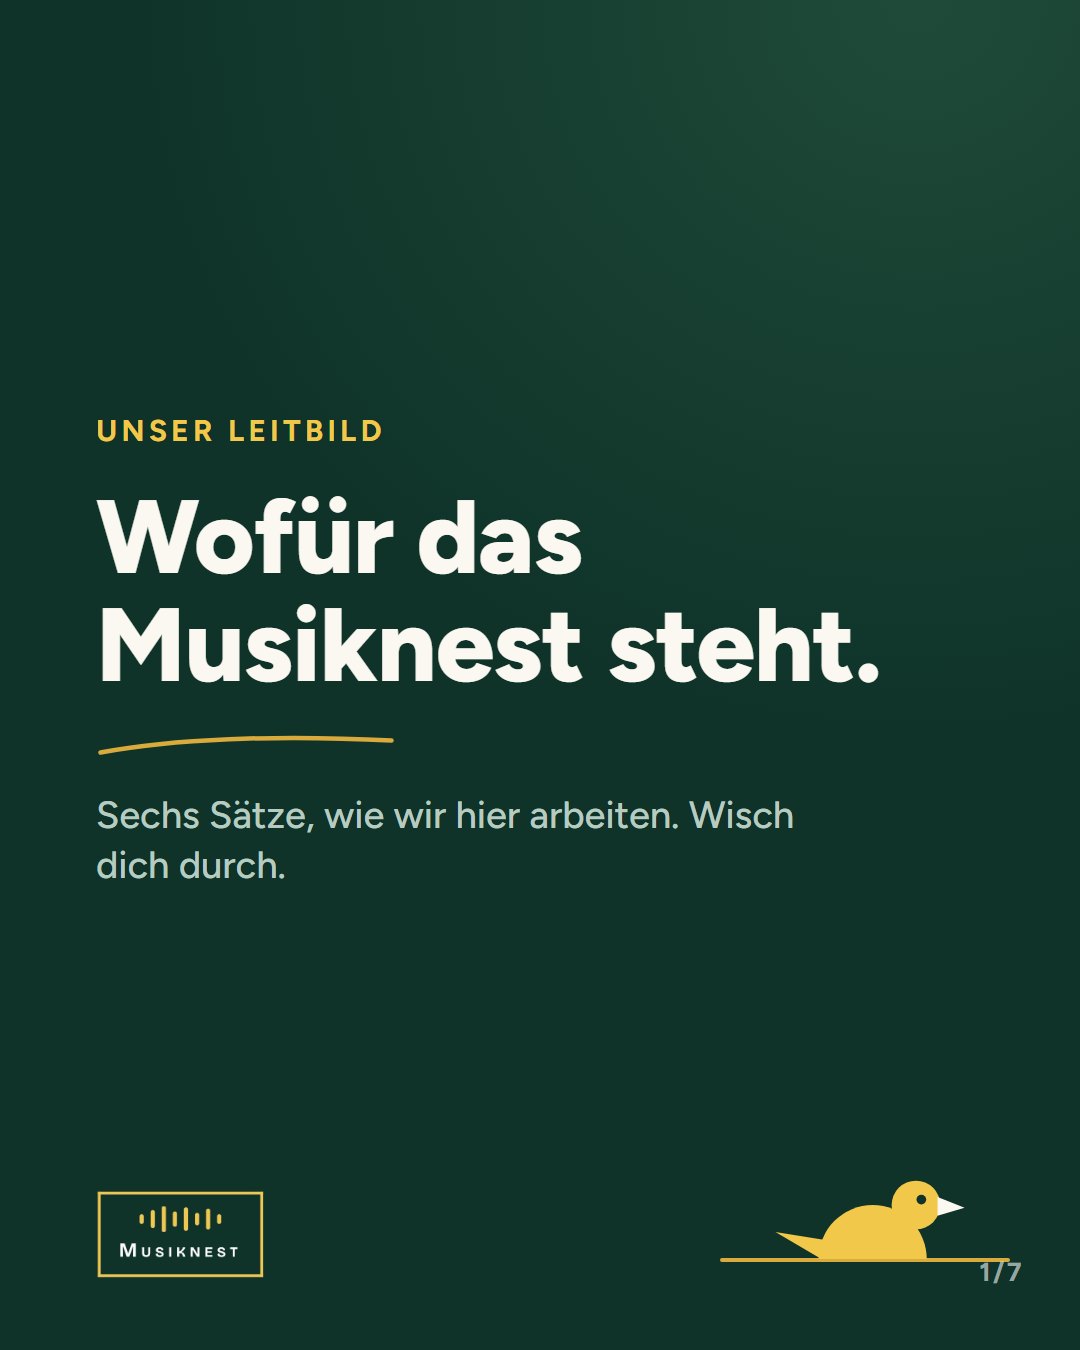 UNSER LEITBILD
Wofür das
Musiknest steht.
Sechs Sätze, wie wir hier arbeiten. Wisch
dich durch.
MUSIKNEST
1/7